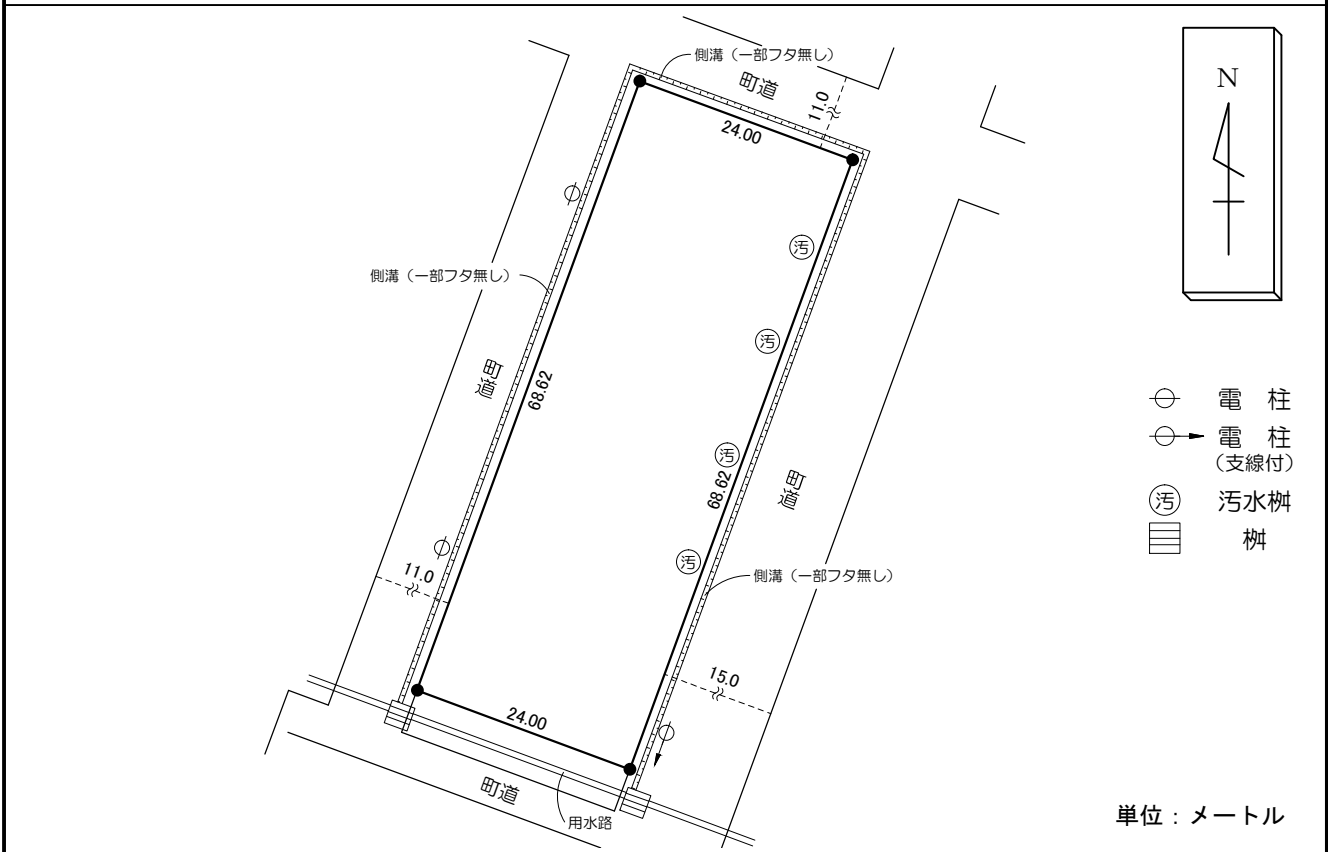 側溝（一部フタ無し）
町道
11.0
24.00
N
汚
側溝（一部フタ無し）
汚
町道
68.62
電　柱
電　柱
（支線付）
汚
68.62
町道
汚 汚水桝
桝
汚
側溝（一部フタ無し）
11.0
15.0
24.00
町道
用水路
単位：メートル